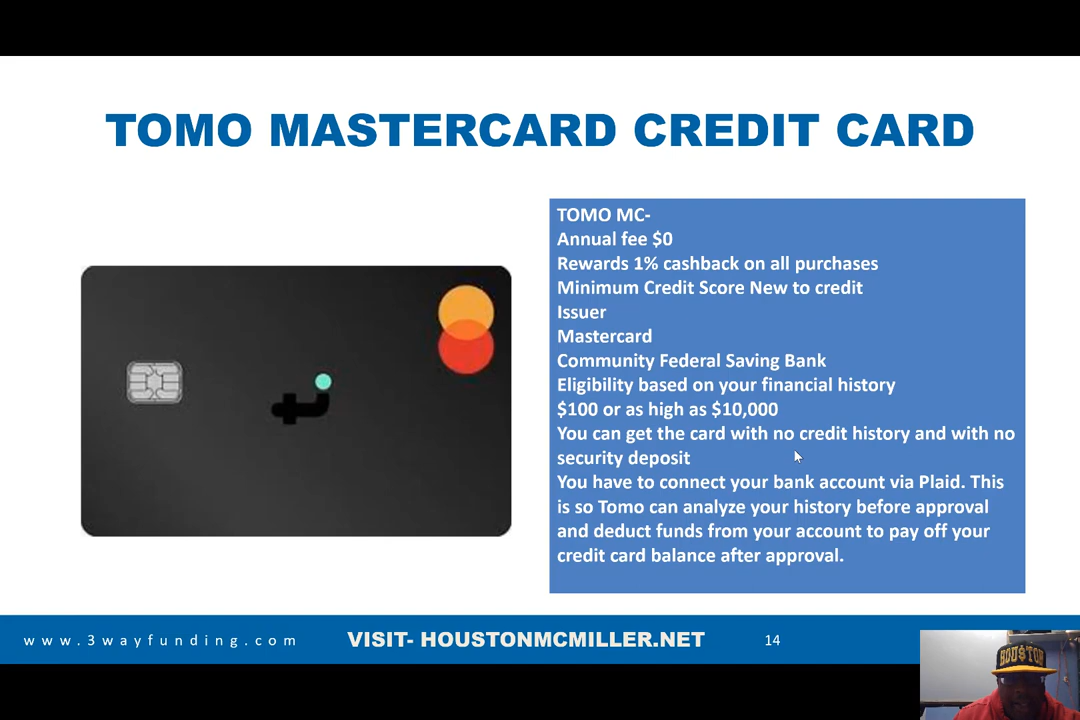 TOMO MASTERCARD CREDIT CARD
TOMO MC-
Annual fee $0
Rewards 1% cashback on all purchases
Minimum Credit Score New to credit
Issuer
Mastercard
Community Federal Saving Bank
Eligibility based on your financial history
$100 or as high as $10,000
You can get the card with no credit history and with no
security deposit
You have to connect your bank account via Plaid. This
is so Tomo can analyze your history before approval
and deduct funds from your account to pay off your
credit card balance after approval.
www.3wayfunding.com
VISIT- HOUSTONMCMILLER.NET
14
HOU$TON